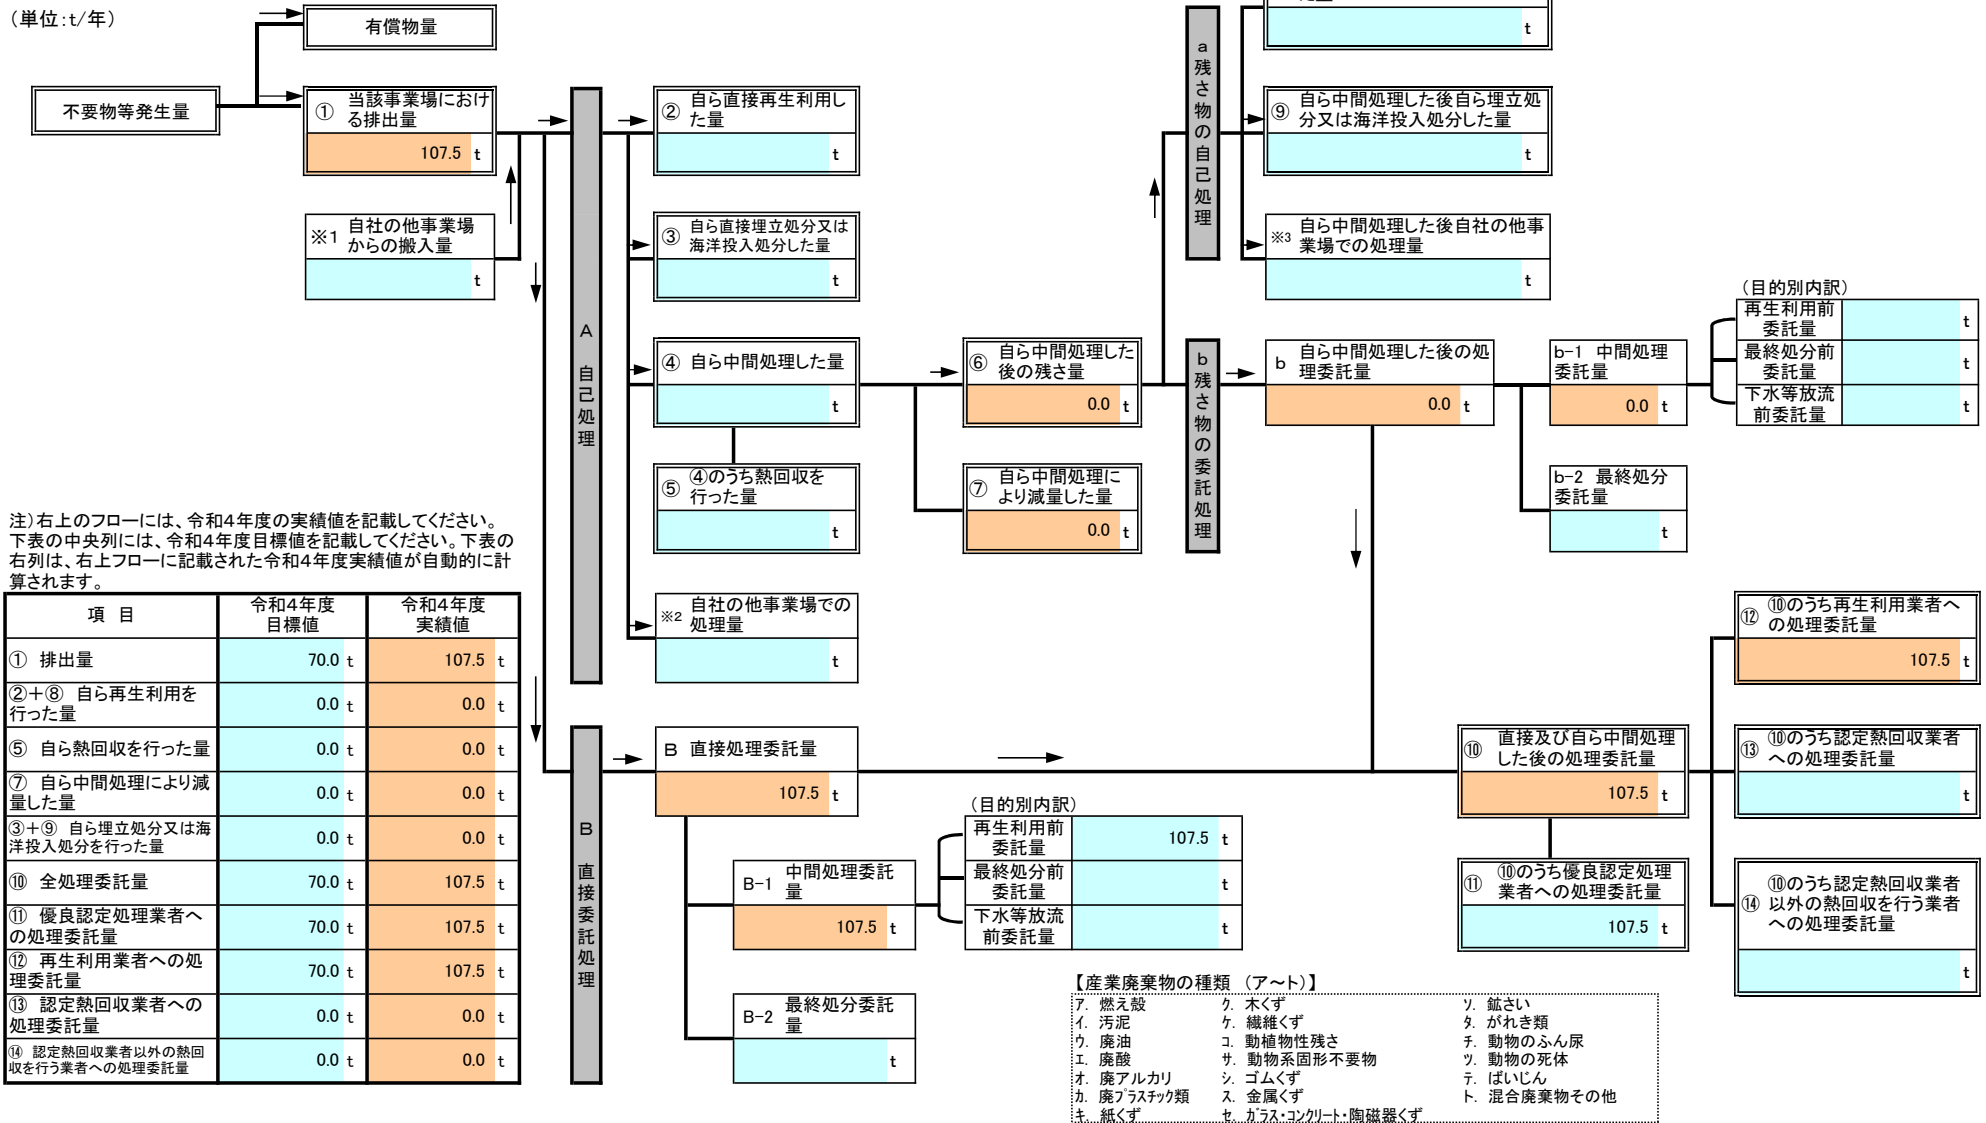 （単位：t/年）
有償物量
不要物等発生量
① 当該事業場におけ
る排出量
107.5 t
※1 自社の他事業場
からの搬入量
t
A 自己処理
② 自ら直接再生利用し
た量
t
③ 自ら直接埋立処分又は
海洋投入処分した量
t
④ 自ら中間処理した量
t
⑤ ④のうち熱回収を
行った量
t
※2 自社の他事業場での
処理量
t
⑥ 自ら中間処理した
後の残さ量
0.0 t
⑦ 自ら中間処理に
より減量した量
0.0 t
a 残さ物の自己処理
t
⑨ 自ら中間処理した後自ら埋立処
分又は海洋投入処分した量
t
※3 自ら中間処理した後自社の他事
業場での処理量
t
b 残さ物の委託処理
b 自ら中間処理した後の処
理委託量
0.0 t
b-1 中間処理
委託量
0.0 t
b-2 最終処分
委託量
t
（目的別内訳）
再生利用前
委託量
t
最終処分前
委託量
t
下水等放流
前委託量
t
注）右上のフローには、令和4年度の実績値を記載してください。
下表の中央列には、令和4年度目標値を記載してください。下表の
右列は、右上フローに記載された令和4年度実績値が自動的に計
算されます。
項 目
令和4年度
目標値
令和4年度
実績値
① 排出量 70.0 t 107.5 t
②＋⑧ 自ら再生利用を
行った量 0.0 t 0.0 t
⑤ 自ら熱回収を行った量 0.0 t 0.0 t
⑦ 自ら中間処理により減
量した量 0.0 t 0.0 t
③＋⑨ 自ら埋立処分又は海
洋投入処分を行った量 0.0 t 0.0 t
⑩ 全処理委託量 70.0 t 107.5 t
⑪ 優良認定処理業者へ
の処理委託量 70.0 t 107.5 t
⑫ 再生利用業者への処
理委託量 70.0 t 107.5 t
⑬ 認定熱回収業者への
処理委託量 0.0 t 0.0 t
⑭ 認定熱回収業者以外の熱回
収を行う業者への処理委託量 0.0 t 0.0 t
B 直接委託処理
B 直接処理委託量
107.5 t
B-1 中間処理委託
量
107.5 t
B-2 最終処分委託
量
t
（目的別内訳）
再生利用前
委託量
107.5 t
最終処分前
委託量
t
下水等放流
前委託量
t
⑩ 直接及び自ら中間処理
した後の処理委託量
107.5 t
⑪ ⑩のうち優良認定処理
業者への処理委託量
107.5 t
⑫ ⑩のうち再生利用業者へ
の処理委託量
107.5 t
⑬ ⑩のうち認定熱回収業者
への処理委託量
t
⑭ ⑩のうち認定熱回収業者
以外の熱回収を行う業者
への処理委託量
t
【産業廃棄物の種類 （ア～ト）】
ア. 燃え殻 ク. 木くず ソ. 鉱さい
イ. 汚泥 ケ. 繊維くず タ. がれき類
ウ. 廃油 コ. 動植物性残さ チ. 動物のふん尿
エ. 廃酸 サ. 動物系固形不要物 ツ. 動物の死体
オ. 廃アルカリ シ. ゴムくず テ. ばいじん
カ. 廃プラスチック類 ス. 金属くず ト. 混合廃棄物その他
キ. 紙くず セ. ガラス・コンクリート・陶磁器くず